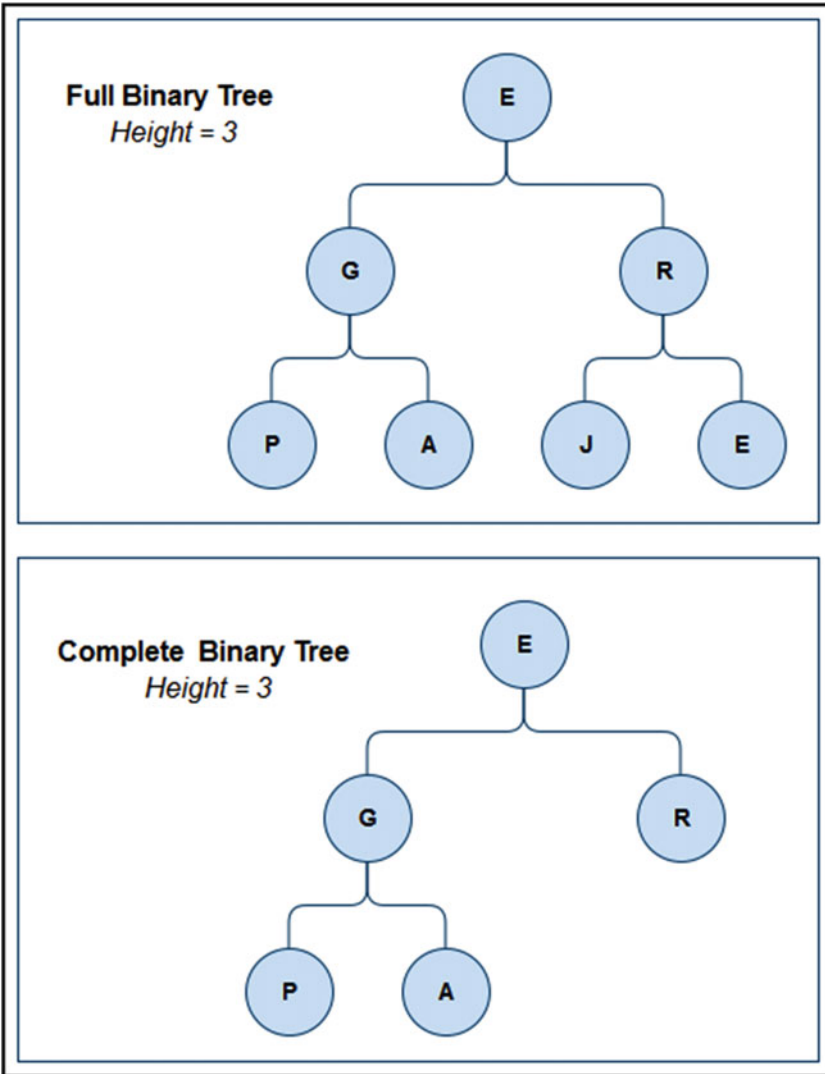 Full Binary Tree
Height = 3
E
G R
P A J E
Complete Binary Tree
Height = 3
E
G R
P A